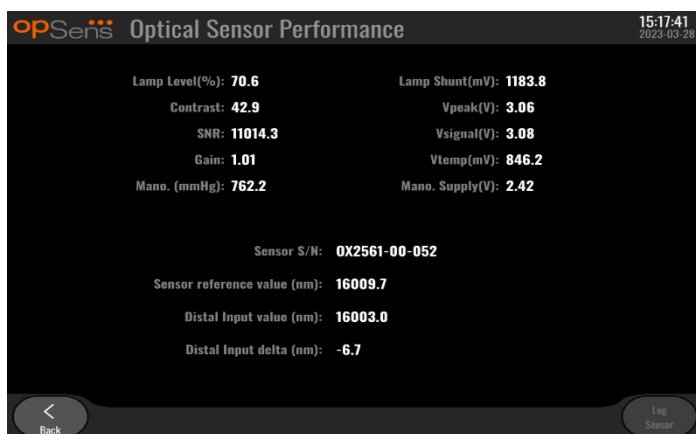 opSens Optical Sensor Performance 15:17:41
2023-03-28
Lamp Level(%): 70.6 Lamp Shunt(mV): 1183.8
Contrast: 42.9 Vpeak(V): 3.06
SNR: 11014.3 Vsignal(V): 3.08
Gain: 1.01 Vtemp(mV): 846.2
Mano. (mmHg): 762.2 Mano. Supply(V): 2.42
Sensor S/N: OX2561-00-052
Sensor reference value (nm): 16009.7
Distal Input value (nm): 16003.0
Distal Input delta (nm): -6.7
< Log
Back Sensor